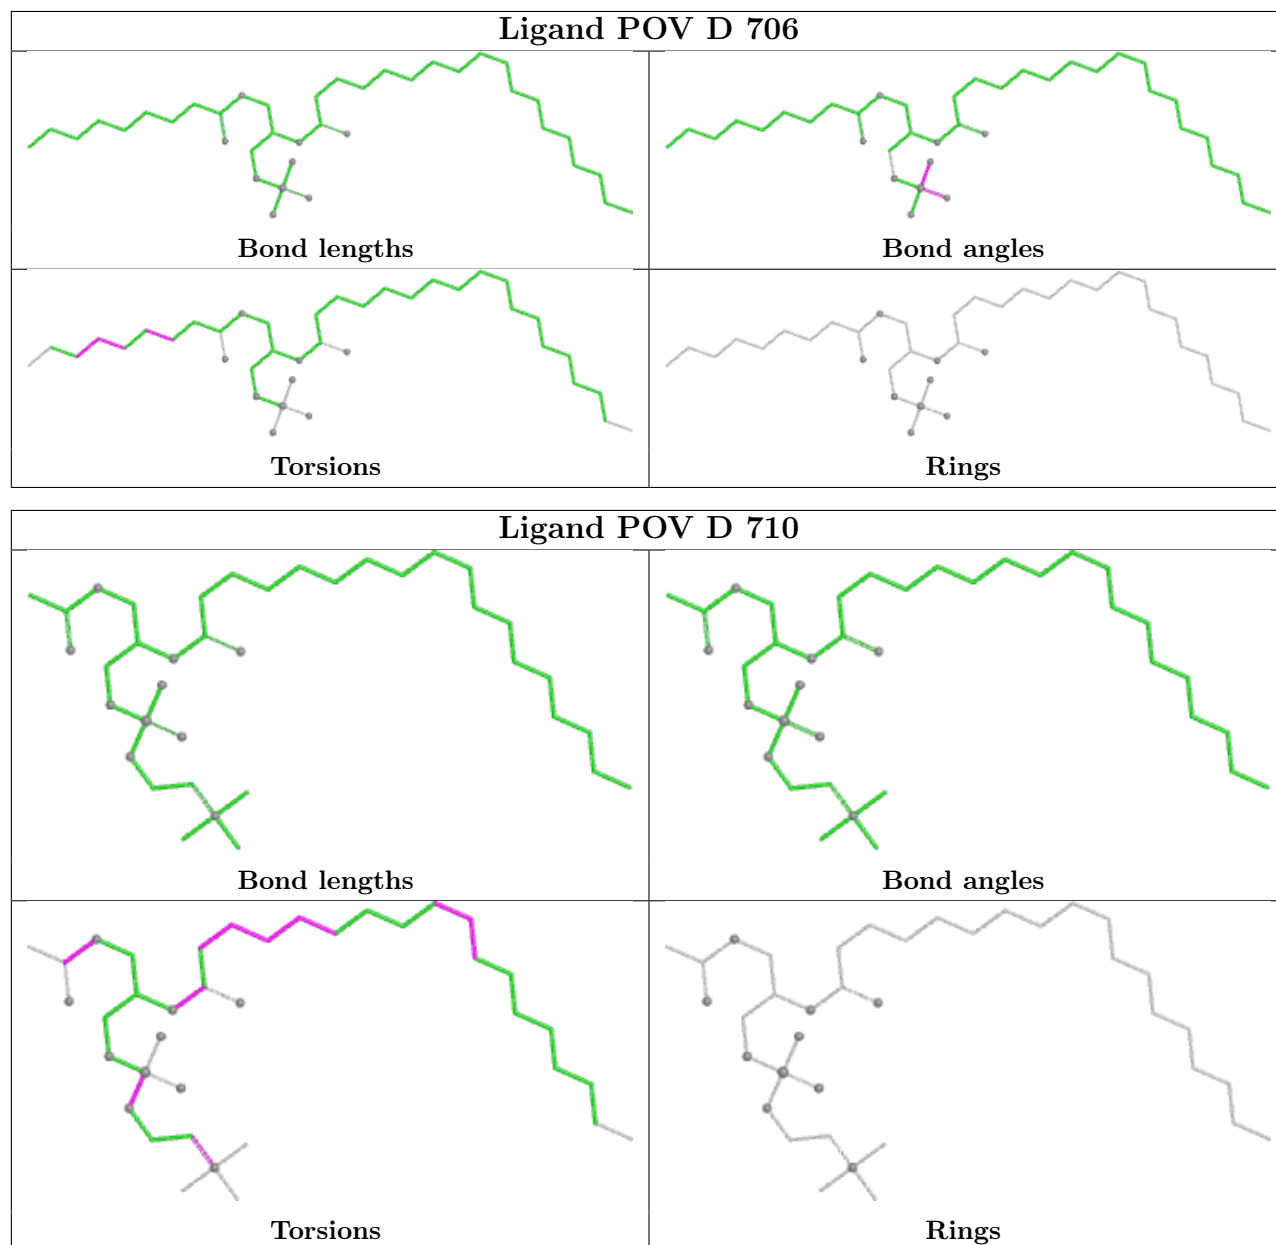 Ligand POV D 706
Bond lengths
Bond angles
Torsions
Rings
Ligand POV D 710
Bond lengths
Bond angles
Torsions
Rings